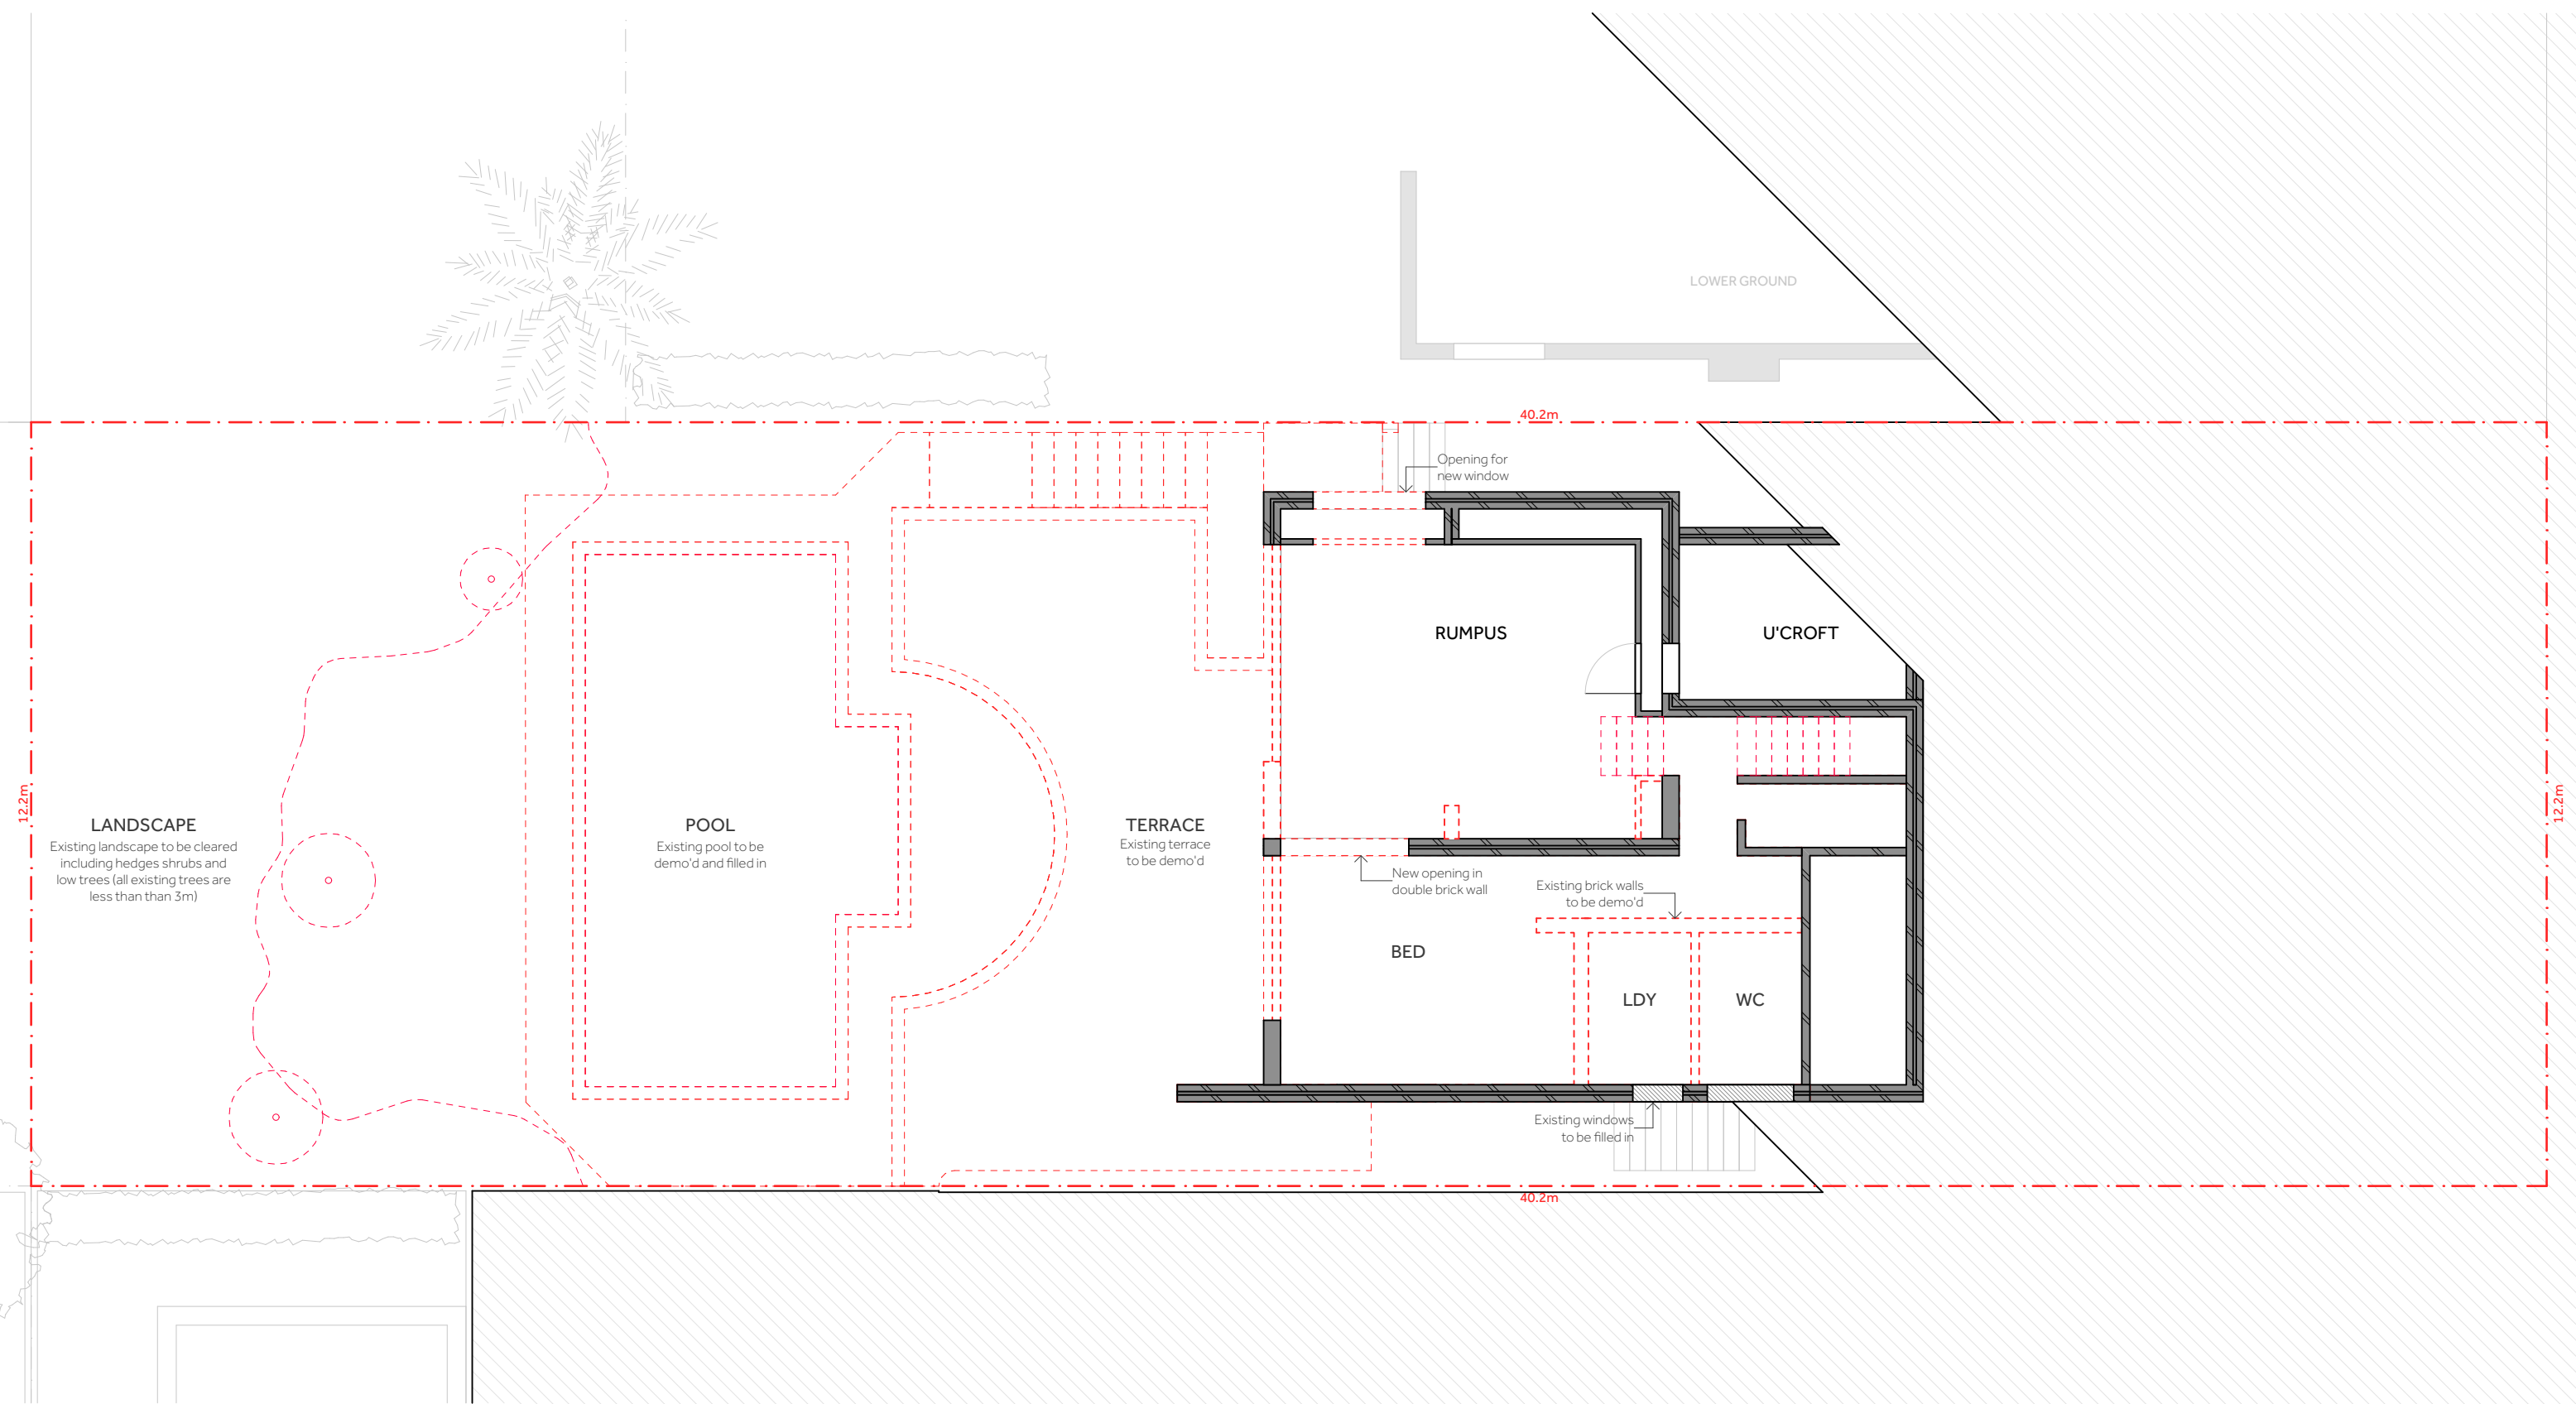 LOWER GROUND
40.2m
Opening for
new window
RUMPUS
U'CROFT
12.2m
12.2m
LANDSCAPE
Existing landscape to be cleared
including hedges shrubs and
low trees (all existing trees are
less than than 3m)
POOL
Existing pool to be
demo'd and filled in
TERRACE
Existing terrace
to be demo'd
New opening in
double brick wall
Existing brick walls
to be demo'd
BED
LDY
WC
Existing windows
to be filled in
40.2m